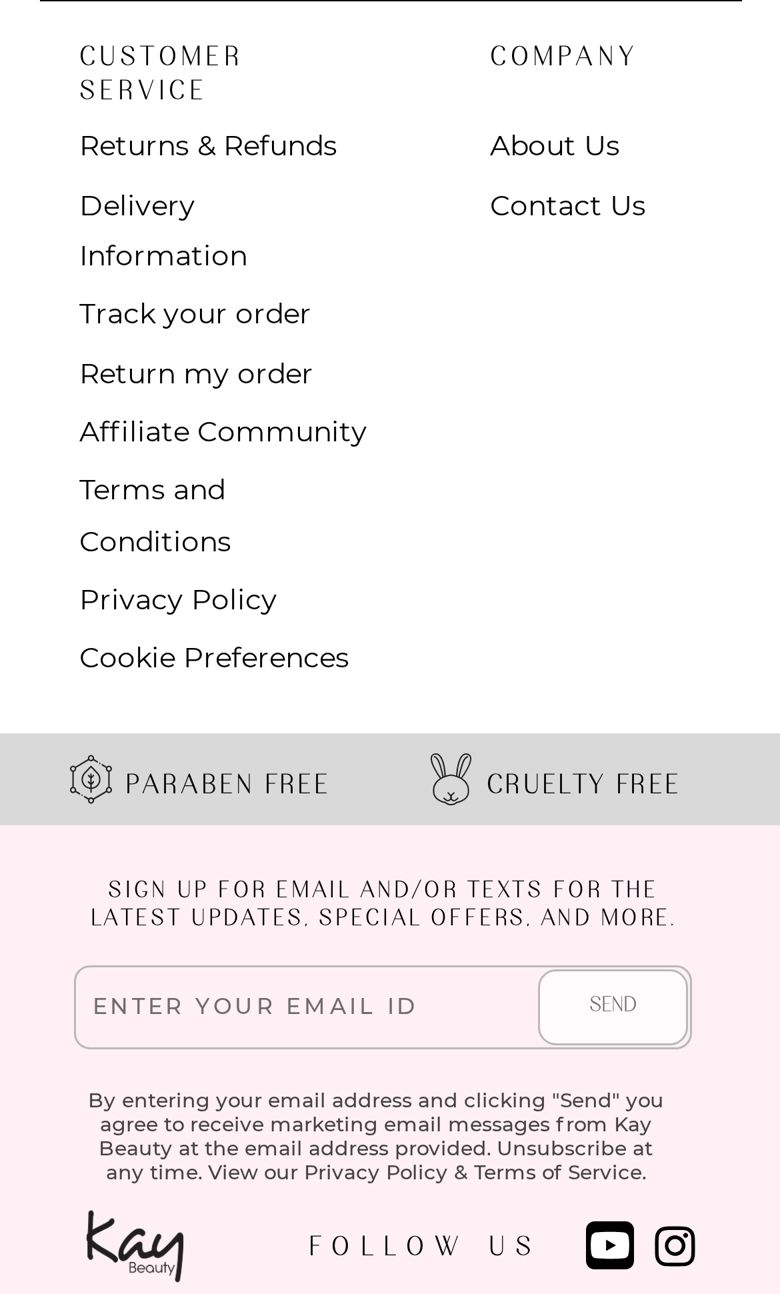 CUSTOMER
SERVICE
Returns & Refunds
Delivery
Information
Track your order
Return my order
Affiliate Community
Terms and
Conditions
Privacy Policy
Cookie Preferences
COMPANY
About Us
Contact Us
PARABEN FREE
CRUELTY FREE
SIGN UP FOR EMAIL AND/OR TEXTS FOR THE
LATEST UPDATES, SPECIAL OFFERS, AND MORE.
ENTER YOUR EMAIL ID
SEND
By entering your email address and clicking "Send" you
agree to receive marketing email messages from Kay
Beauty at the email address provided. Unsubscribe at
any time. View our Privacy Policy & Terms of Service.
Kay
Beauty
FOLLOW US